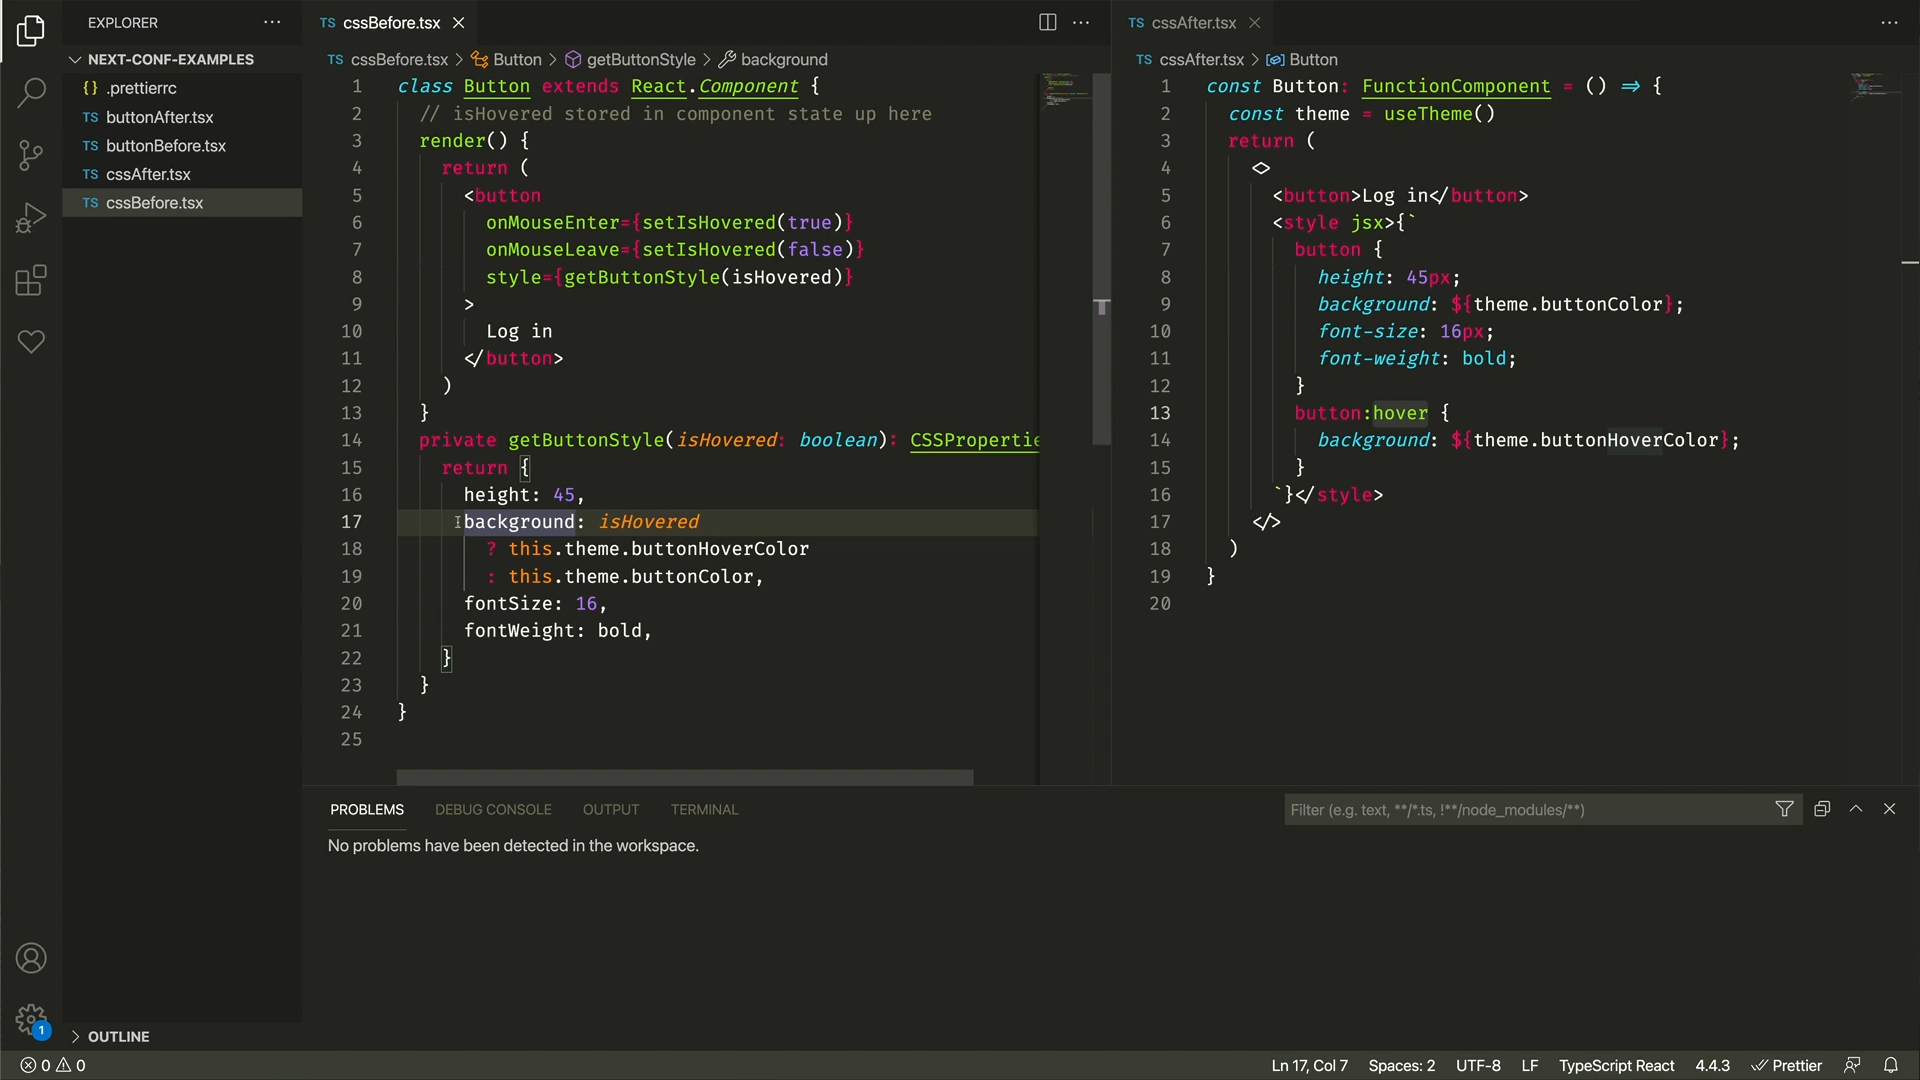 EXPLORER
NEXT-CONF-EXAMPLES
{} .prettierrc
TS buttonAfter.tsx
TS buttonBefore.tsx
TS cssAfter.tsx
TS cssBefore.tsx
OUTLINE
TS cssBefore.tsx
TS cssBefore.tsx > Button > getButtonStyle > background
1 class Button extends React.Component {
2 // isHovered stored in component state up here
3 render() {
4 return (
5 <button
6 onMouseEnter={setIsHovered(true)}
7 onMouseLeave={setIsHovered(false)}
8 style={getButtonStyle(isHovered)}
9 >
10 Log in
11 </button>
12 )
13 }
14 private getButtonStyle(isHovered: boolean): CSSPropertie
15 return {
16 height: 45,
17 background: isHovered
18 ? this.theme.buttonHoverColor
19 : this.theme.buttonColor,
20 fontSize: 16,
21 fontWeight: bold,
22 }
23 }
24 }
25
TS cssAfter.tsx
TS cssAfter.tsx > Button
1 const Button: FunctionComponent = () => {
2 const theme = useTheme()
3 return (
4 <>
5 <button>Log in</button>
6 <style jsx>{`
7 button {
8 height: 45px;
9 background: ${theme.buttonColor};
10 font-size: 16px;
11 font-weight: bold;
12 }
13 button:hover {
14 background: ${theme.buttonHoverColor};
15 }
16 `}</style>
17 </>
18 )
19 }
20
PROBLEMS DEBUG CONSOLE OUTPUT TERMINAL
Filter (e.g. text, **/*.ts, !**/node_modules/**)
No problems have been detected in the workspace.
1
0 0
Ln 17, Col 7 Spaces: 2 UTF-8 LF TypeScript React 4.4.3 Prettier